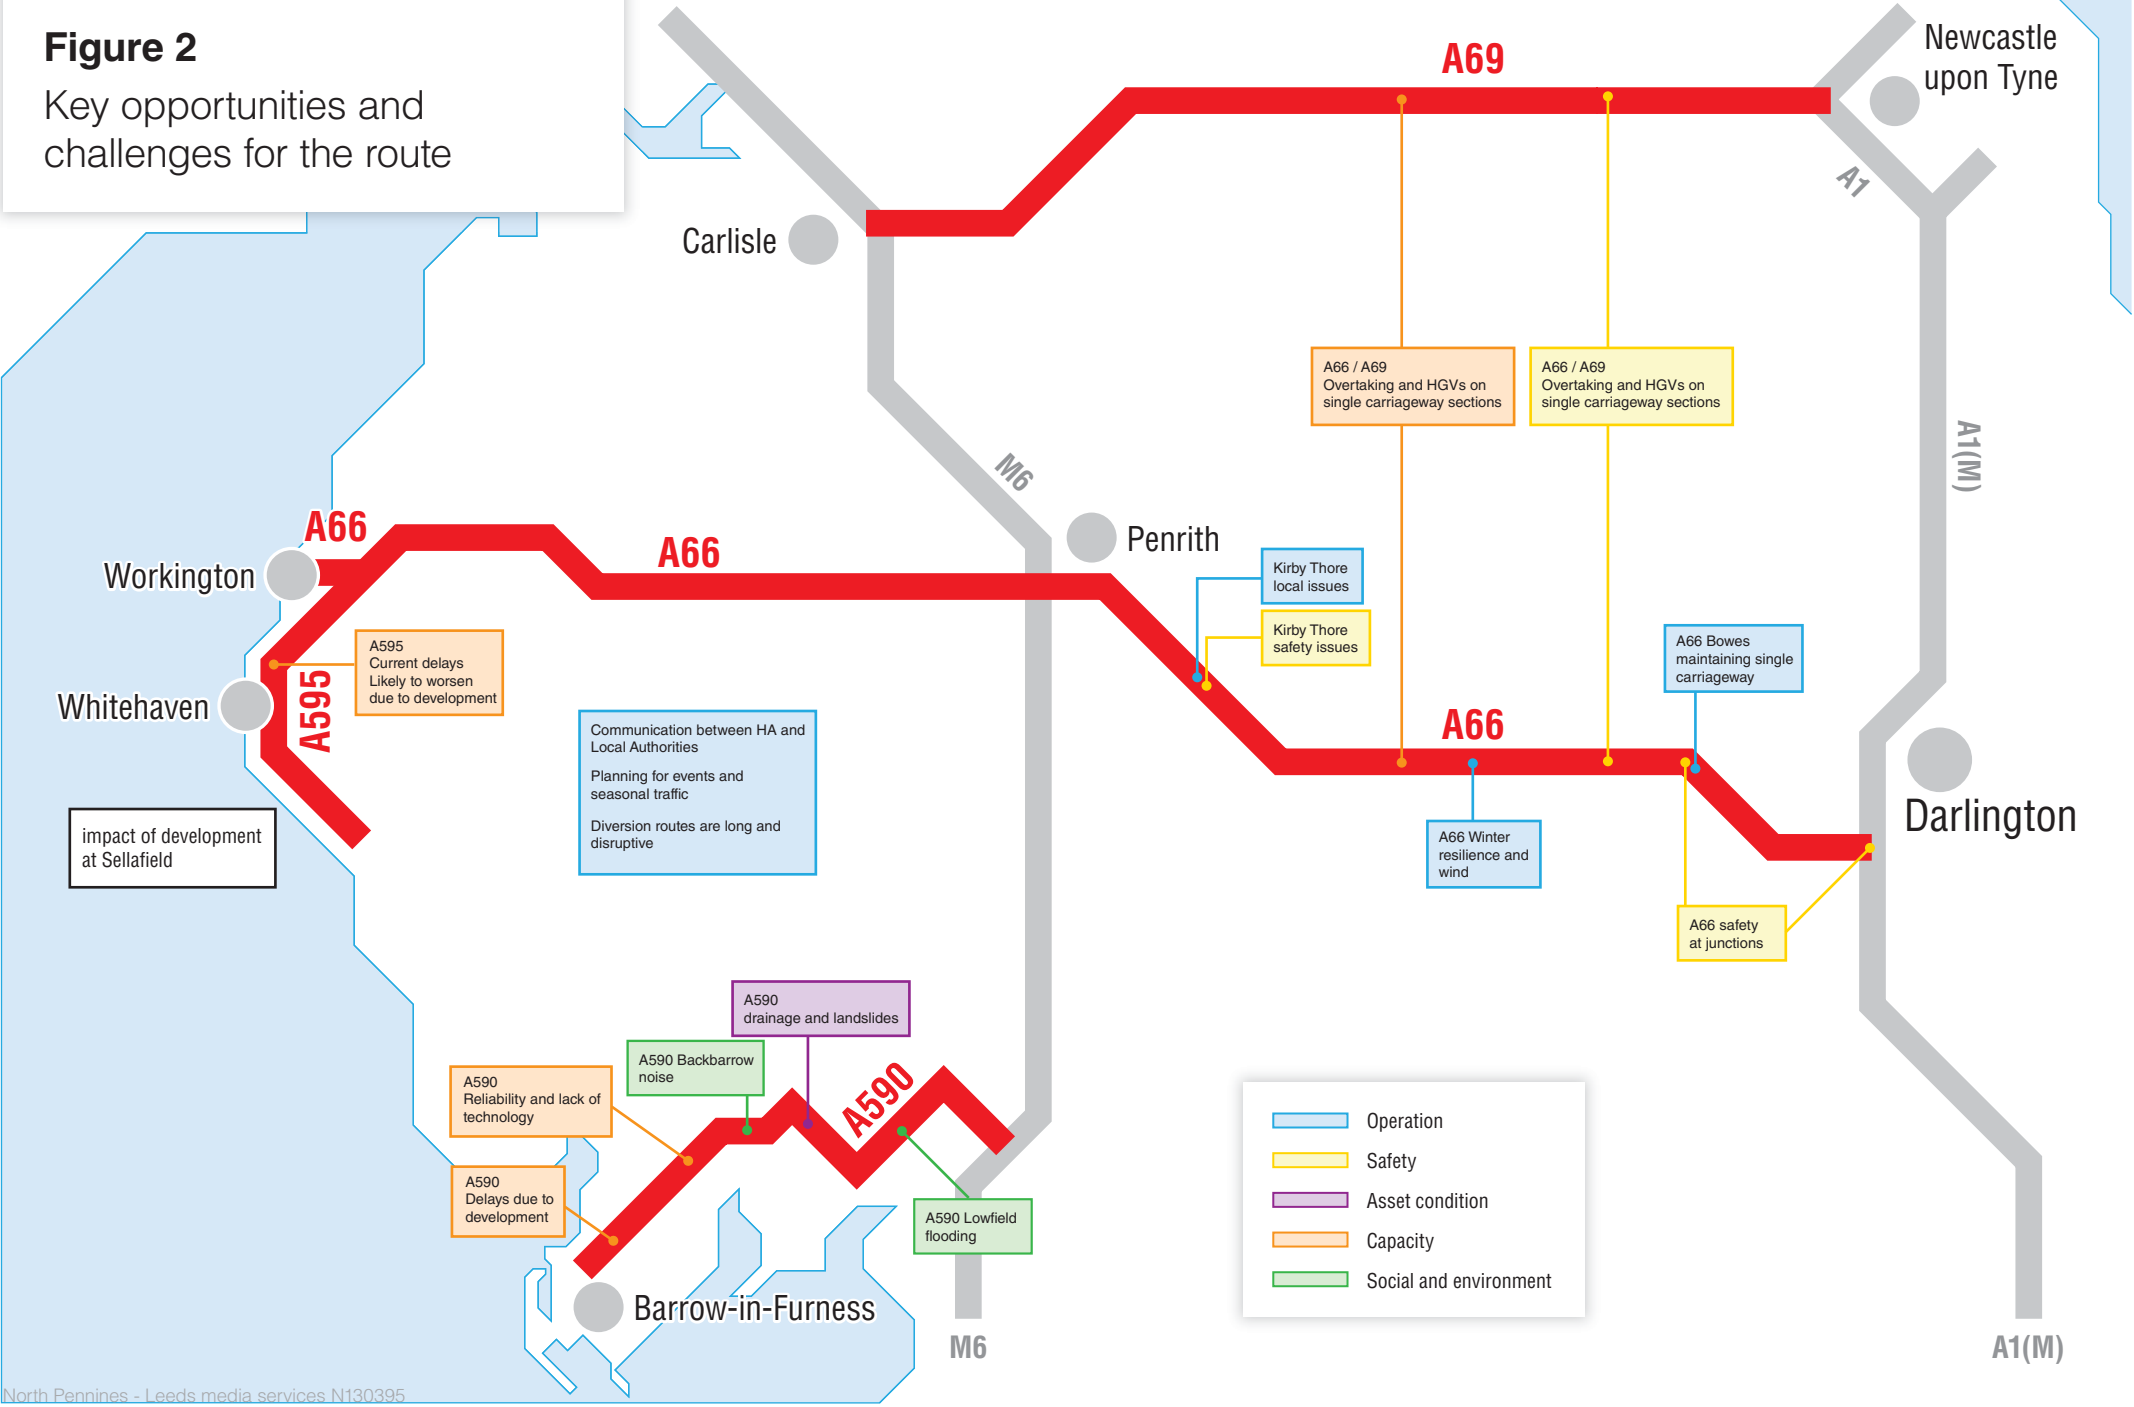 Figure 2
Key opportunities and
challenges for the route
A69
Newcastle
upon Tyne
A1
Carlisle
A66 / A69
Overtaking and HGVs on
single carriageway sections
A66 / A69
Overtaking and HGVs on
single carriageway sections
A1(M)
M6
A66
A66
Penrith
Workington
Kirby Thore
local issues
Kirby Thore
safety issues
A595
Current delays
Likely to worsen
due to development
A66 Bowes
maintaining single
carriageway
Whitehaven
A595
A66
Communication between HA and
Local Authorities
Planning for events and
seasonal traffic
Diversion routes are long and
disruptive
Darlington
impact of development
at Sellafield
A66 Winter
resilience and
wind
A66 safety
at junctions
A590
drainage and landslides
A590 Backbarrow
noise
A590
Reliability and lack of
technology
A590
A590
Delays due to
development
A590 Lowfield
flooding
Operation
Safety
Asset condition
Capacity
Social and environment
Barrow-in-Furness
M6
A1(M)
North Pennines - Leeds media services N130395